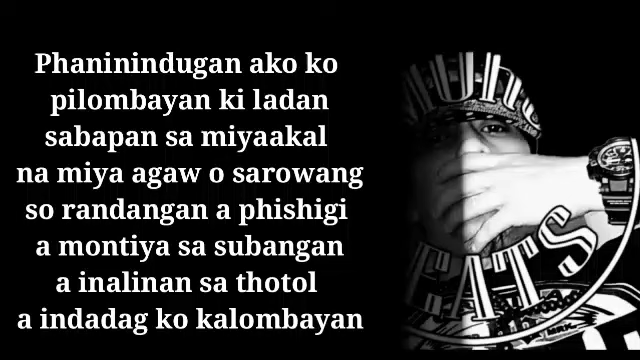 Phaninindugan ako ko
pilombayan ki ladan
sabapan sa miyaakal
na miya agaw o sarowang
so randangan a phishigi
a montiya sa subangan
a inalinan sa thotol
a indadag ko kalombayan